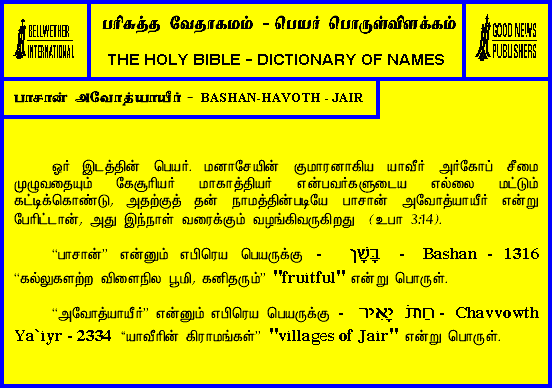 BELLWETHER
INTERNATIONAL
பரிசுத்த வேதாகமம் - பெயர் பொருள்விளக்கம்
THE HOLY BIBLE - DICTIONARY OF NAMES
GOOD NEWS
PUBLISHERS
பாசான் அவோத்யாயீர் - BASHAN-HAVOTH - JAIR
ஓர் இடத்தின் பெயர். மனாசேயின் குமாரனாகிய யாவீர் அர்கோப் சீமை
முழுவதையும் கேசூரியர் மாகாத்தியர் என்பவர்களுடைய எல்லை மட்டும்
கட்டிக்கொண்டு, அதற்குத் தன் நாமத்தின்படியே பாசான் அவோத்யாயீர் என்று
பேரிட்டான், அது இந்நாள் வரைக்கும் வழங்கிவருகிறது (உபா 3:14).
"பாசான்" என்னும் எபிரெய பெயருக்கு - בָּשָׁן - Bashan - 1316
"கல்லுகளற்ற விளைநில பூமி, கனிதரும்" "fruitful" என்று பொருள்.
"அவோத்யாயீர்" என்னும் எபிரெய பெயருக்கு - חַוֹּת יָאִיר - Chavvowth
Ya`iyr - 2334 "யாவீரின் கிராமங்கள்" "villages of Jair" என்று பொருள்.